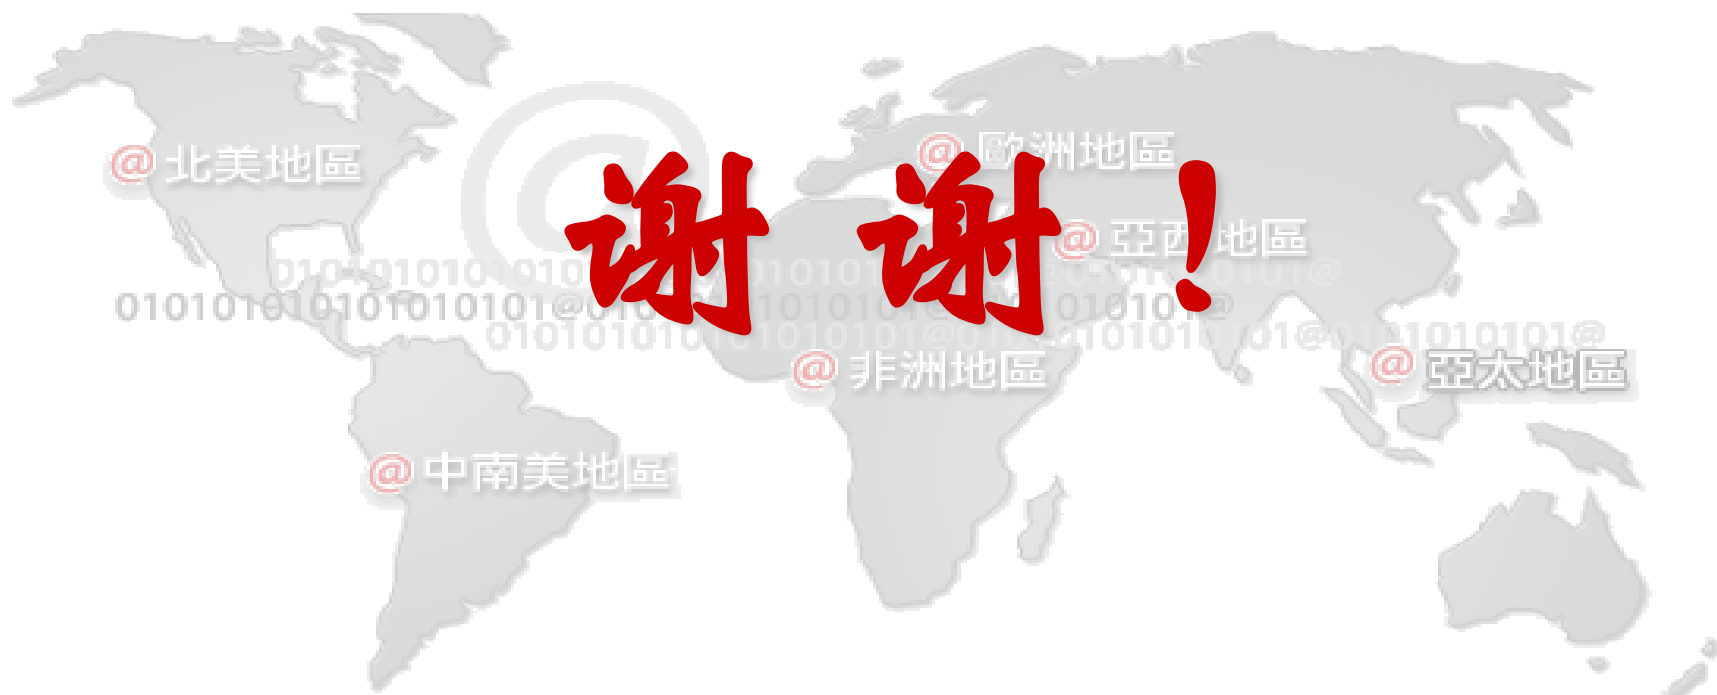 @ 北美地區
@ 歐洲地區
谢 谢 !
@ 亞西地區
@ 非洲地區
@ 亞太地區
@ 中南美地區